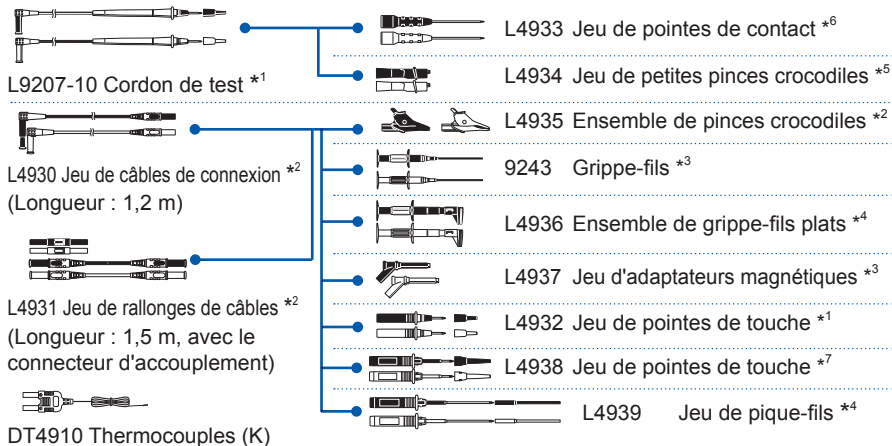 L9207-10 Cordon de test *1
L4930 Jeu de câbles de connexion *2
(Longueur : 1,2 m)
L4931 Jeu de rallonges de câbles *2
(Longueur : 1,5 m, avec le
connecteur d'accouplement)
DT4910 Thermocouples (K)
L4933 Jeu de pointes de contact *6
L4934 Jeu de petites pinces crocodiles *5
L4935 Ensemble de pinces crocodiles *2
9243 Grippe-fils *3
L4936 Ensemble de grippe-fils plats *4
L4937 Jeu d'adaptateurs magnétiques *3
L4932 Jeu de pointes de touche *1
L4938 Jeu de pointes de touche *7
L4939 Jeu de pique-fils *4